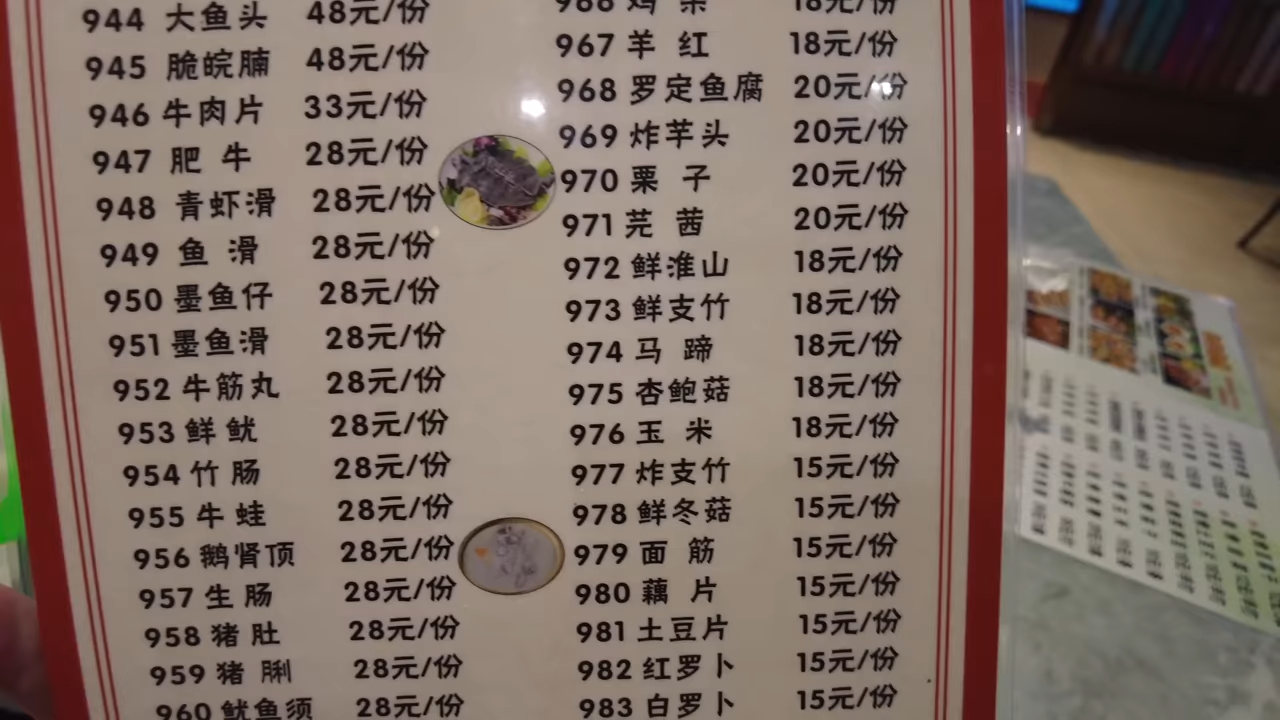 944 大鱼头 48元/份
945 脆皖腩 48元/份
946 牛肉片 33元/份
947 肥牛 28元/份
948 青虾滑 28元/份
949 鱼滑 28元/份
950 墨鱼仔 28元/份
951 墨鱼滑 28元/份
952 牛筋丸 28元/份
953 鲜鱿 28元/份
954 竹肠 28元/份
955 牛蛙 28元/份
956 鹅肾顶 28元/份
957 生肠 28元/份
958 猪肚 28元/份
959 猪脷 28元/份
960 鱿鱼须 28元/份
966 鸡 18元/份
967 羊红 18元/份
968 罗定鱼腐 20元/份
969 炸芋头 20元/份
970 栗子 20元/份
971 芫茜 20元/份
972 鲜淮山 18元/份
973 鲜支竹 18元/份
974 马蹄 18元/份
975 杏鲍菇 18元/份
976 玉米 18元/份
977 炸支竹 15元/份
978 鲜冬菇 15元/份
979 面筋 15元/份
980 藕片 15元/份
981 土豆片 15元/份
982 红罗卜 15元/份
983 白罗卜 15元/份